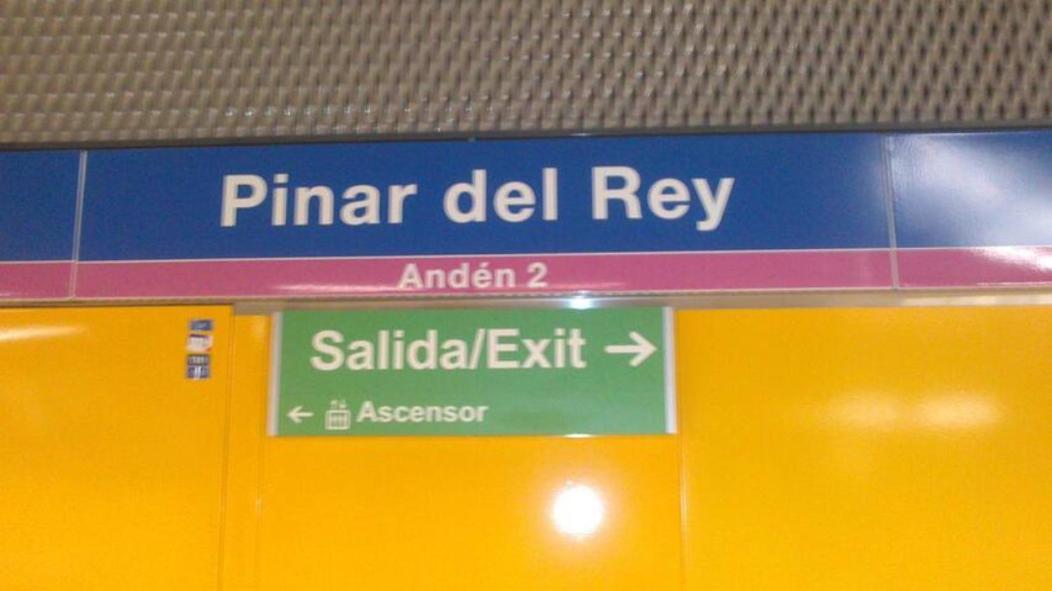 Pinar del Rey
Andén 2
Salida/Exit →
← Ascensor